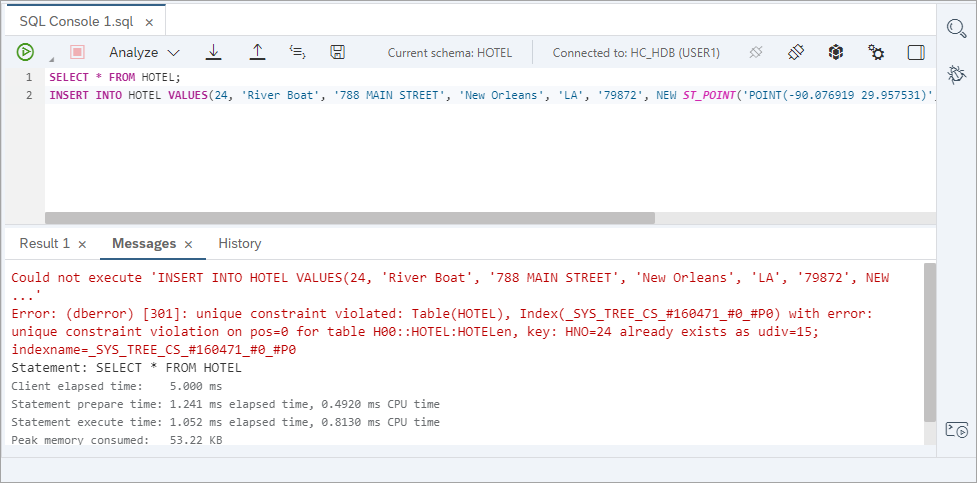 SQL Console 1.sql ×
Analyze
Current schema: HOTEL
Connected to: HC_HDB (USER1)
1 SELECT * FROM HOTEL;
2 INSERT INTO HOTEL VALUES(24, 'River Boat', '788 MAIN STREET', 'New Orleans', 'LA', '79872', NEW ST_POINT('POINT(-90.076919 29.957531)'
Result 1 ×
Messages ×
History
Could not execute 'INSERT INTO HOTEL VALUES(24, 'River Boat', '788 MAIN STREET', 'New Orleans', 'LA', '79872', NEW
...'
Error: (dberror) [301]: unique constraint violated: Table(HOTEL), Index(_SYS_TREE_CS_#160471_#0_#P0) with error:
unique constraint violation on pos=0 for table H00::HOTEL:HOTELen, key: HNO=24 already exists as udiv=15;
indexname=_SYS_TREE_CS_#160471_#0_#P0
Statement: SELECT * FROM HOTEL
Client elapsed time: 5.000 ms
Statement prepare time: 1.241 ms elapsed time, 0.4920 ms CPU time
Statement execute time: 1.052 ms elapsed time, 0.8130 ms CPU time
Peak memory consumed: 53.22 KB